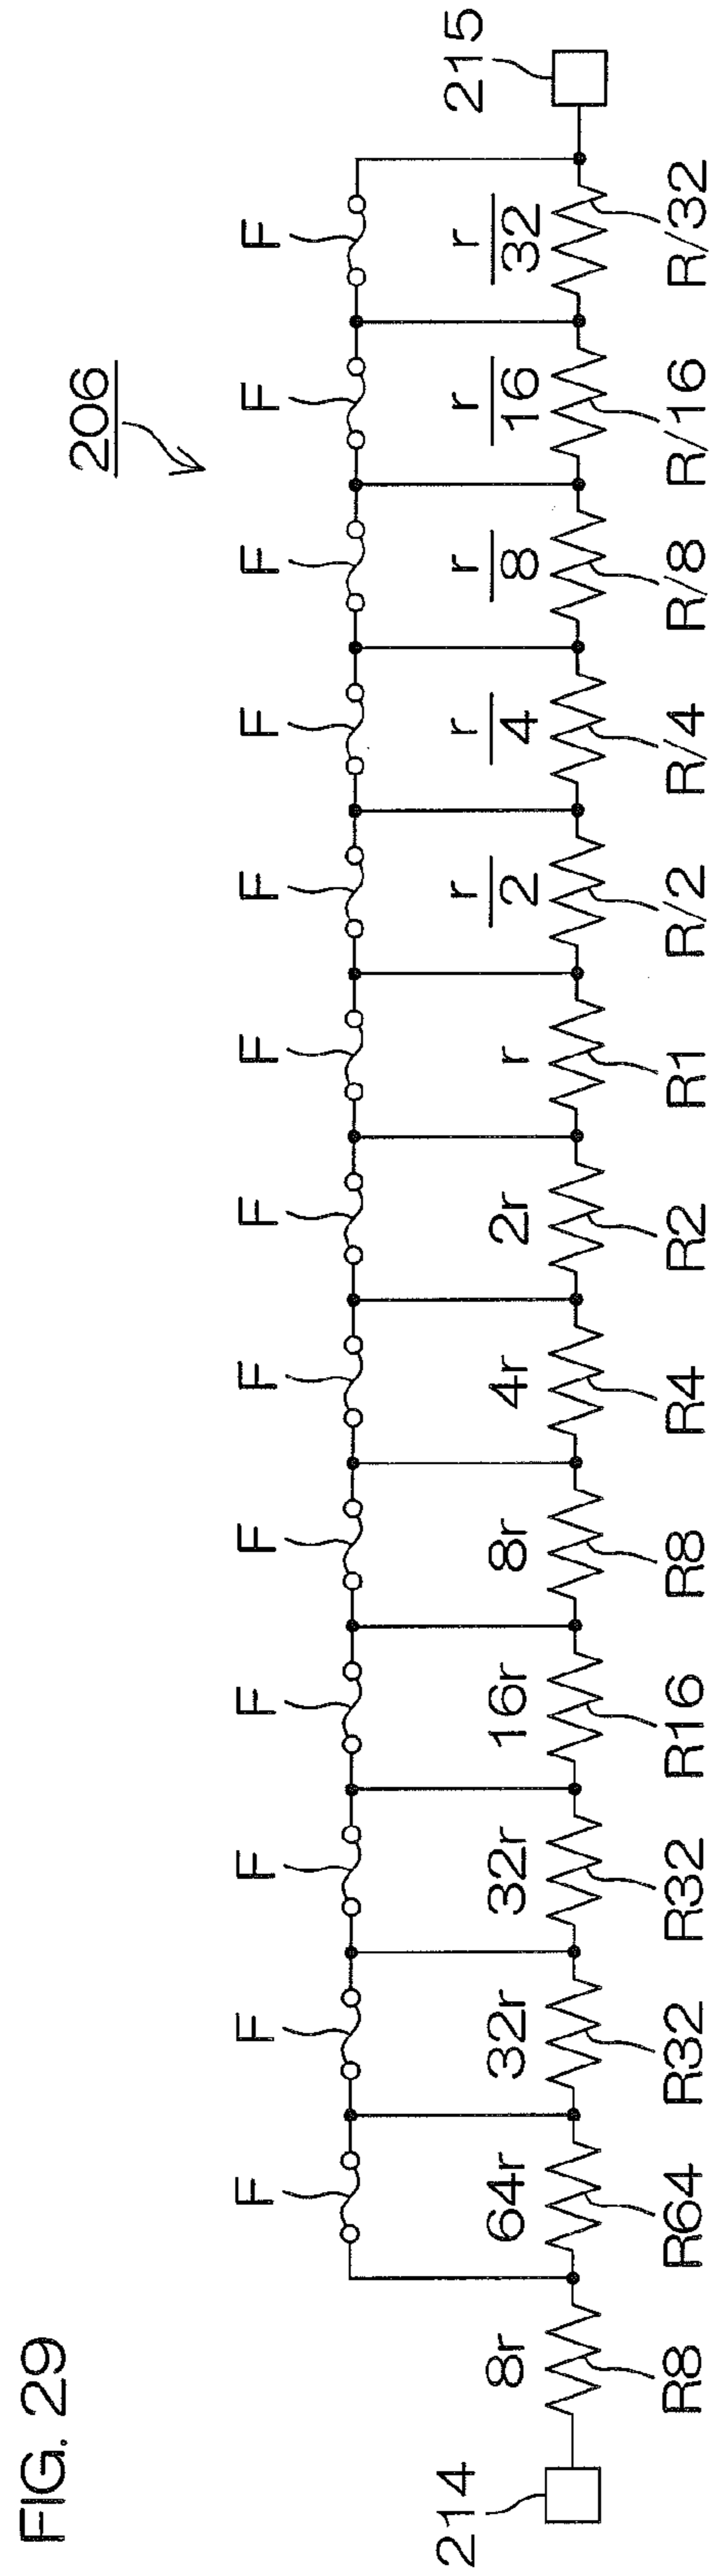 FIG. 29
206
F F F F F F F F F F F F F
214
8r 64r 32r 32r 16r 8r 4r 2r r r/2 r/4 r/8 r/16 r/32
215
R8 R64 R32 R32 R16 R8 R4 R2 R1 R/2 R/4 R/8 R/16 R/32